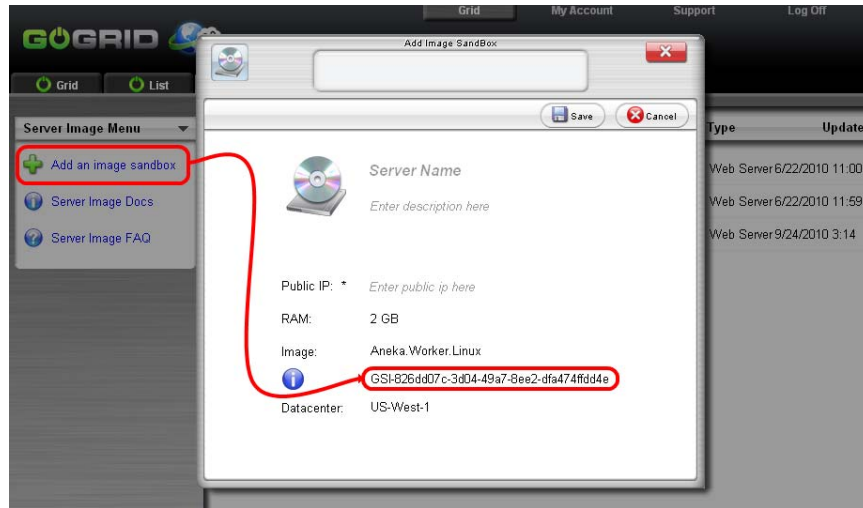 Grid My Account Support Log Off
GOGRID
Grid List
Add Image SandBox
Save Cancel
Server Image Menu
Type Update
Add an image sandbox
Server Name
Web Server 6/22/2010 11:00
Server Image Docs
Enter description here
Web Server 6/22/2010 11:59
Server Image FAQ
Web Server 9/24/2010 3:14
Public IP: * Enter public ip here
RAM: 2 GB
Image: Aneka.Worker.Linux
GSI-826dd07c-3d04-49a7-8ee2-dfa474ffdd4e
Datacenter: US-West-1